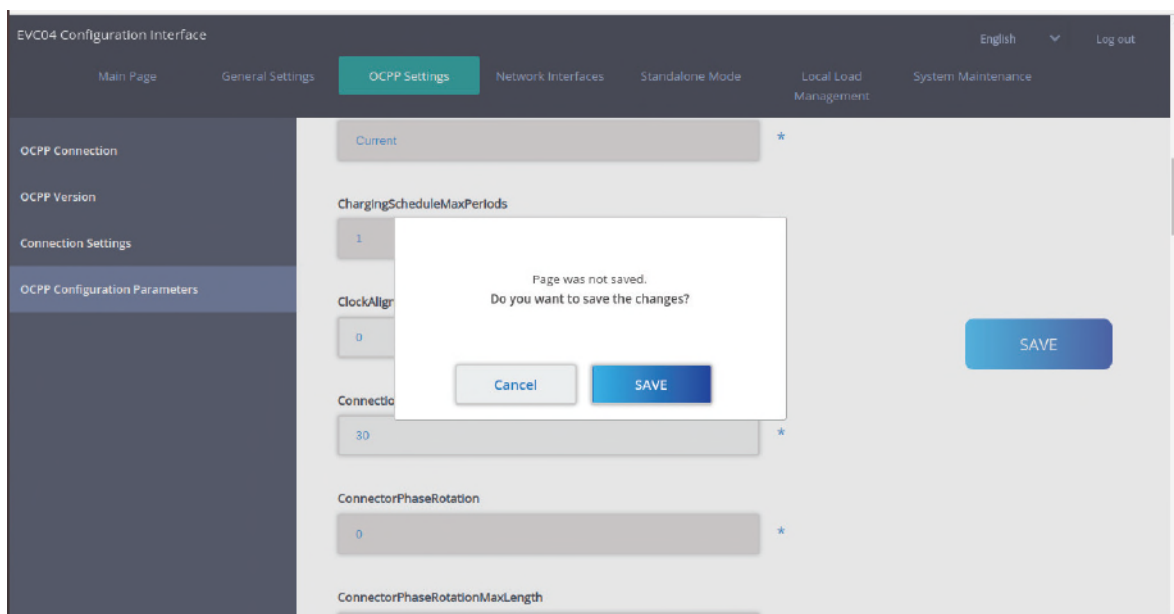 EVC04 Configuration Interface
English
Log out
Main Page
General Settings
OCPP Settings
Network Interfaces
Standalone Mode
Local Load
Management
System Maintenance
OCPP Connection
OCPP Version
Connection Settings
OCPP Configuration Parameters
Current
*
ChargingScheduleMaxPeriods
1
ClockAligr
0
Connectio
30
*
ConnectorPhaseRotation
0
*
ConnectorPhaseRotationMaxLength
Page was not saved.
Do you want to save the changes?
Cancel
SAVE
SAVE